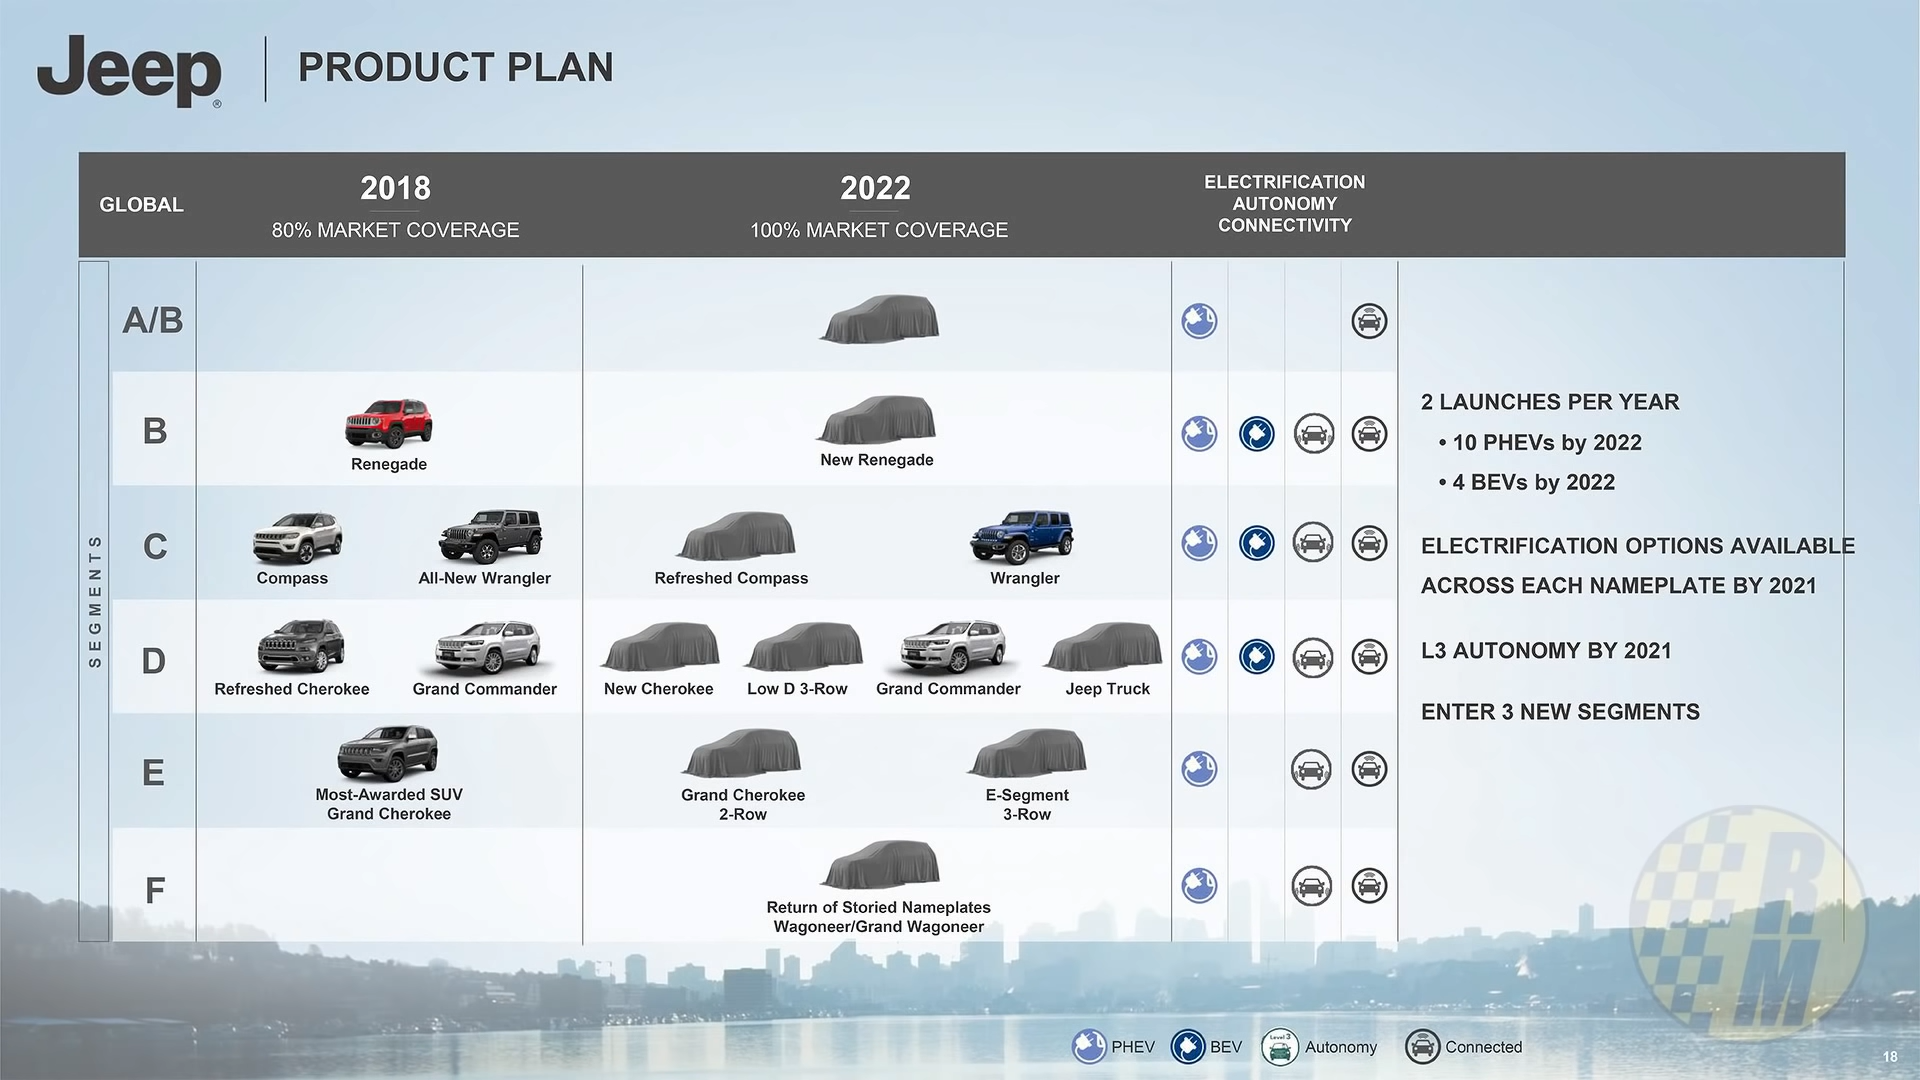 Jeep®
PRODUCT PLAN
GLOBAL
2018
80% MARKET COVERAGE
2022
100% MARKET COVERAGE
ELECTRIFICATION
AUTONOMY
CONNECTIVITY
SEGMENTS
A/B
B
Renegade
New Renegade
C
Compass
All-New Wrangler
Refreshed Compass
Wrangler
D
Refreshed Cherokee
Grand Commander
New Cherokee
Low D 3-Row
Grand Commander
Jeep Truck
E
Most-Awarded SUV
Grand Cherokee
Grand Cherokee
2-Row
E-Segment
3-Row
F
Return of Storied Nameplates
Wagoneer/Grand Wagoneer
2 LAUNCHES PER YEAR
• 10 PHEVs by 2022
• 4 BEVs by 2022
ELECTRIFICATION OPTIONS AVAILABLE
ACROSS EACH NAMEPLATE BY 2021
L3 AUTONOMY BY 2021
ENTER 3 NEW SEGMENTS
RM
PHEV
BEV
Level 3
Autonomy
Connected
18